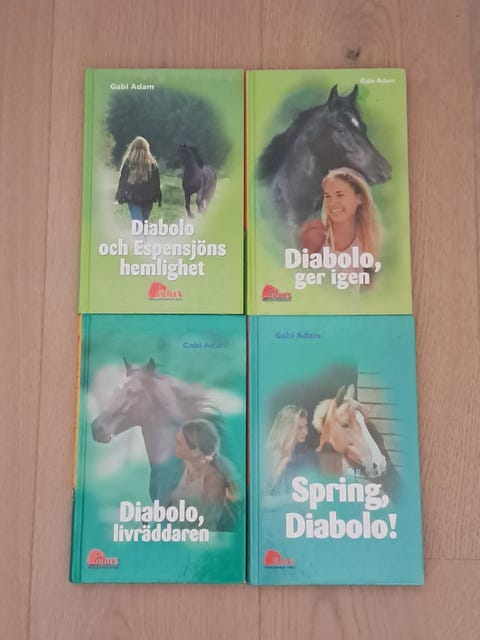 Gabi Adam
Diabolo
och Espensjöns
hemlighet
Gabi Adam
Diabolo,
ger igen
Gabi Adam
Diabolo,
livräddaren
Gabi Adam
Spring,
Diabolo!